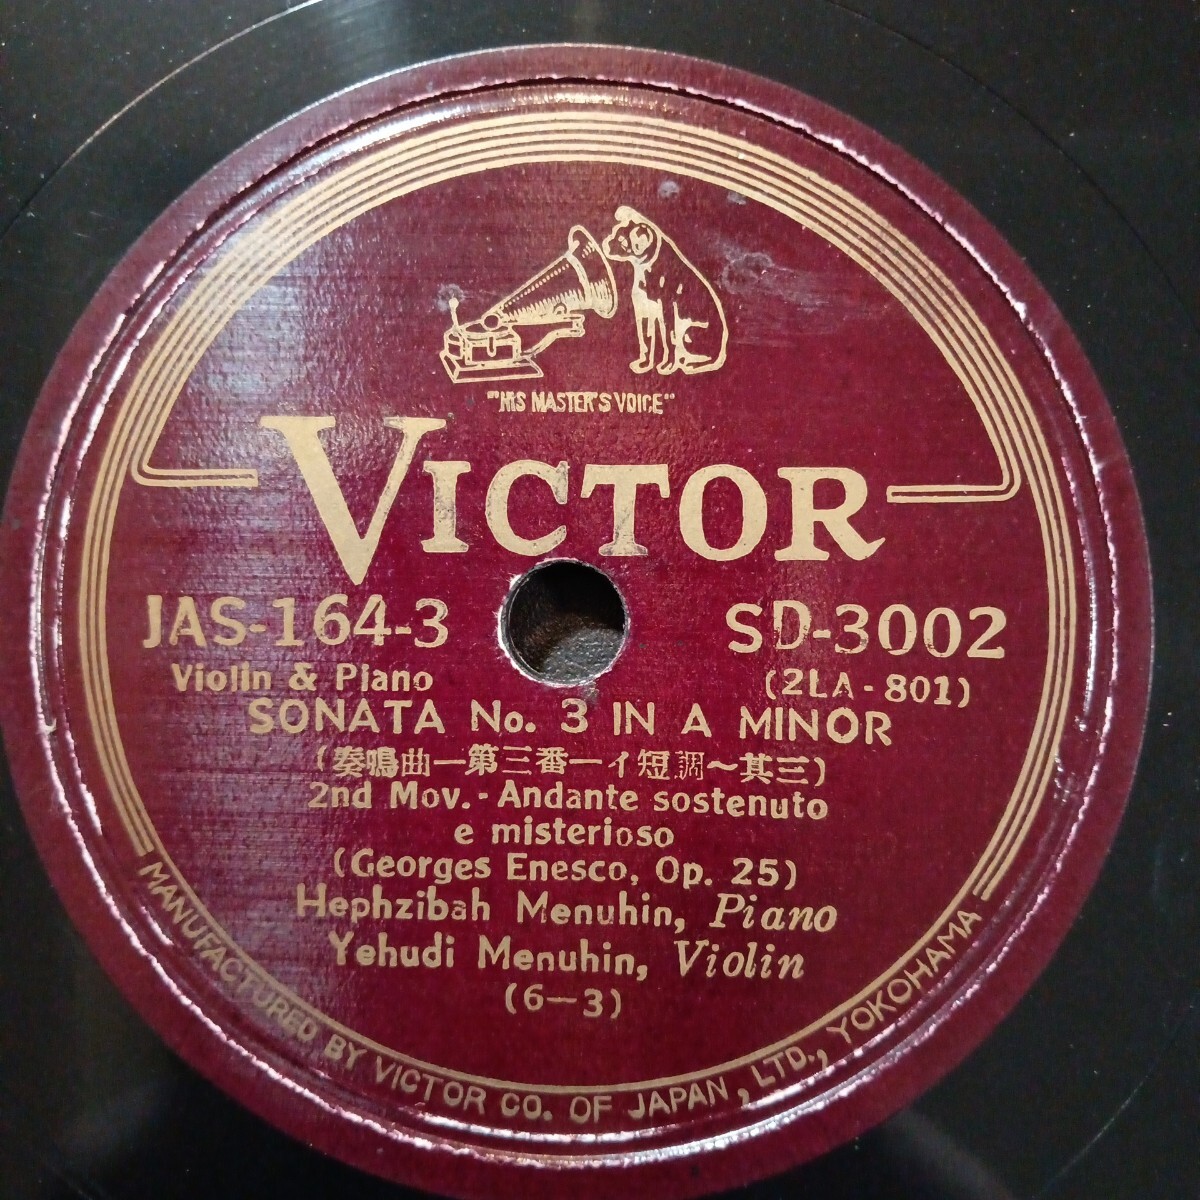 "HIS MASTER'S VOICE"
VICTOR
JAS-164-3
SD-3002
Violin & Piano
(2LA-801)
SONATA No. 3 IN A MINOR
(奏鳴曲—第三番—イ短調〜其三)
2nd Mov.-Andante sostenuto
e misterioso
(Georges Enesco, Op. 25)
Hephzibah Menuhin, Piano
Yehudi Menuhin, Violin
(6—3)
MANUFACTURED BY VICTOR CO. OF JAPAN, LTD., YOKOHAMA